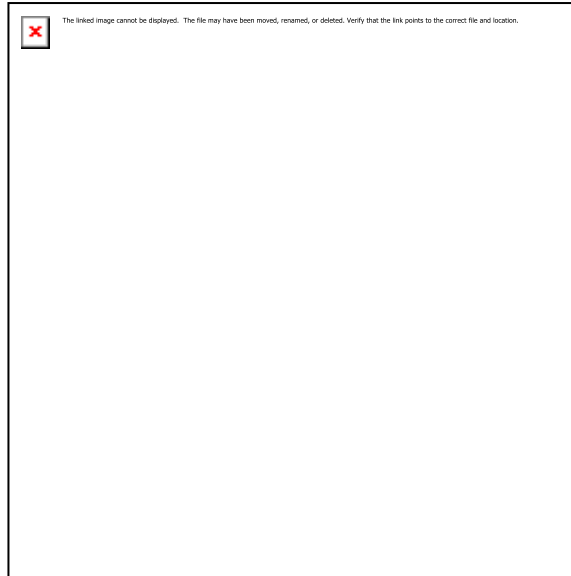 The linked image cannot be displayed.  The file may have been moved, renamed, or deleted. Verify that the link points to the correct file and location.